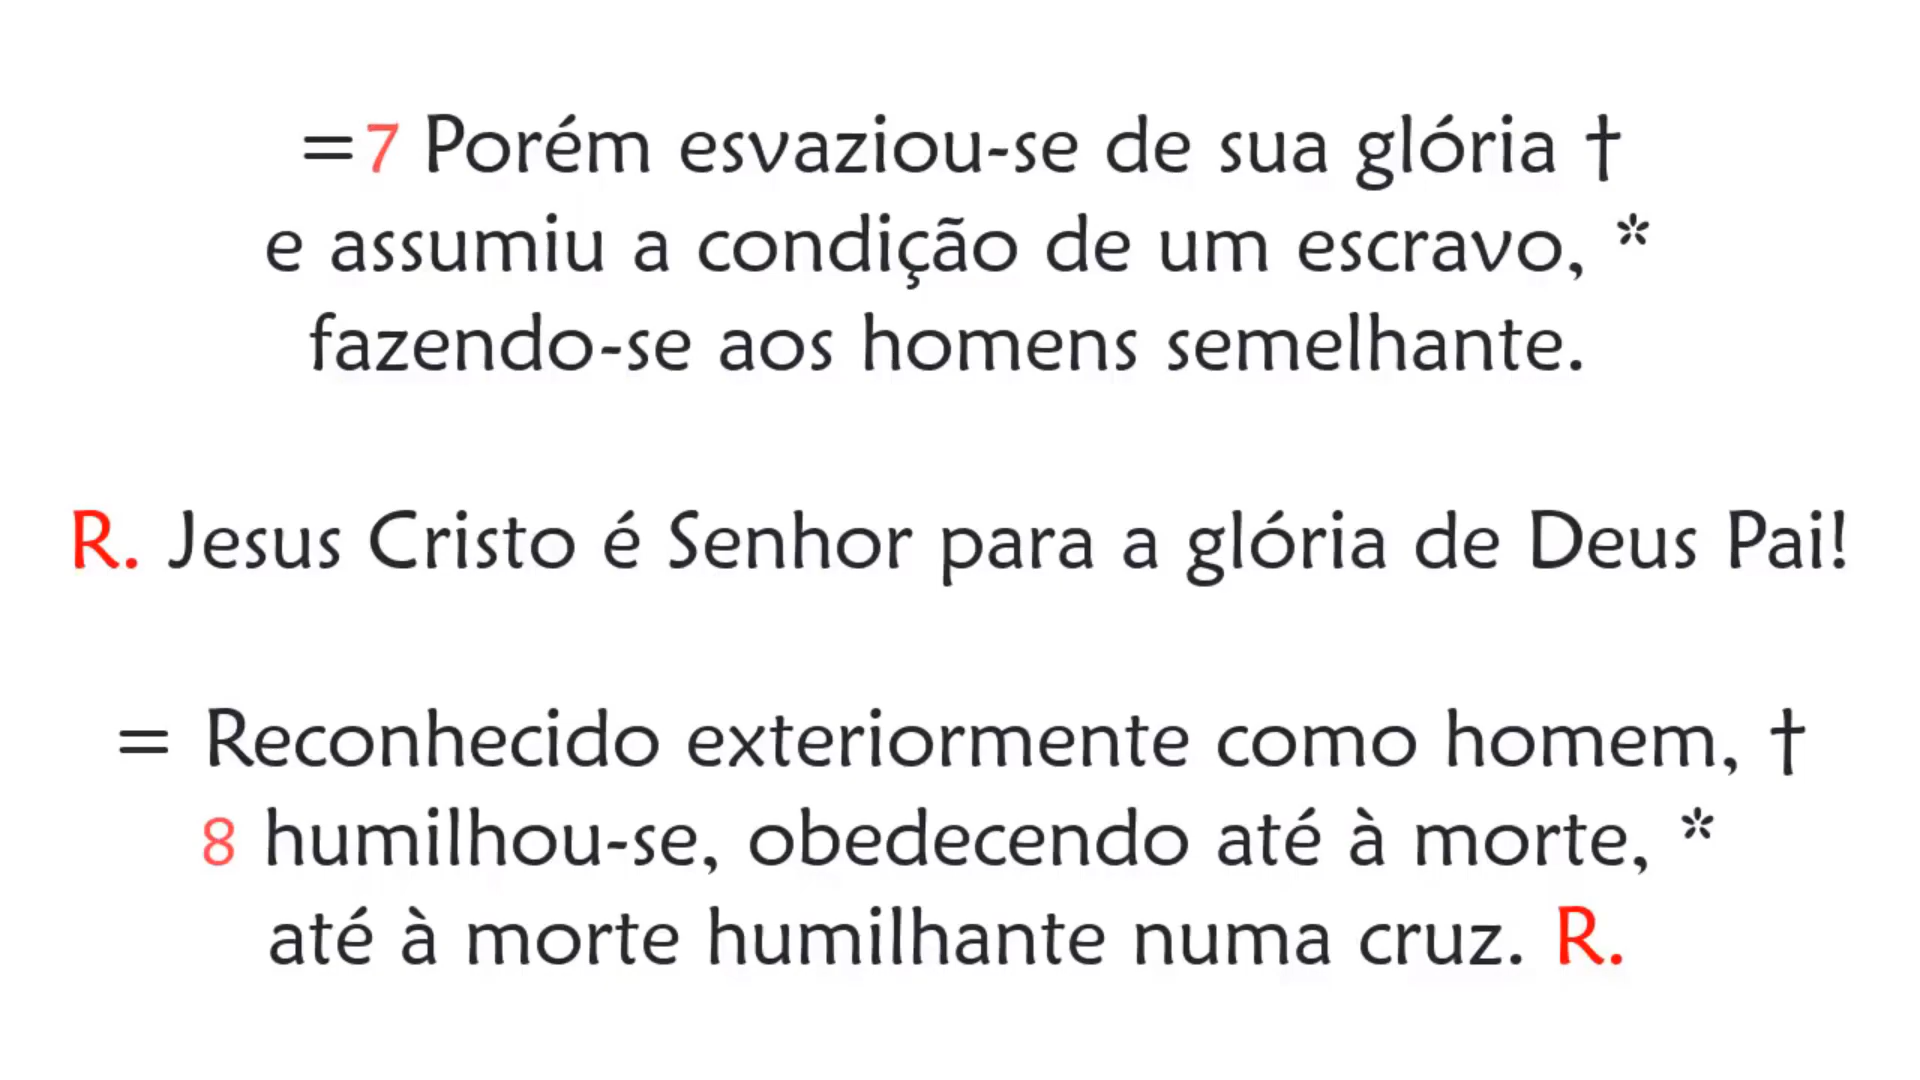 =7 Porém esvaziou-se de sua glória †
e assumiu a condição de um escravo, *
fazendo-se aos homens semelhante.
R. Jesus Cristo é Senhor para a glória de Deus Pai!
= Reconhecido exteriormente como homem, †
8 humilhou-se, obedecendo até à morte, *
até à morte humilhante numa cruz. R.